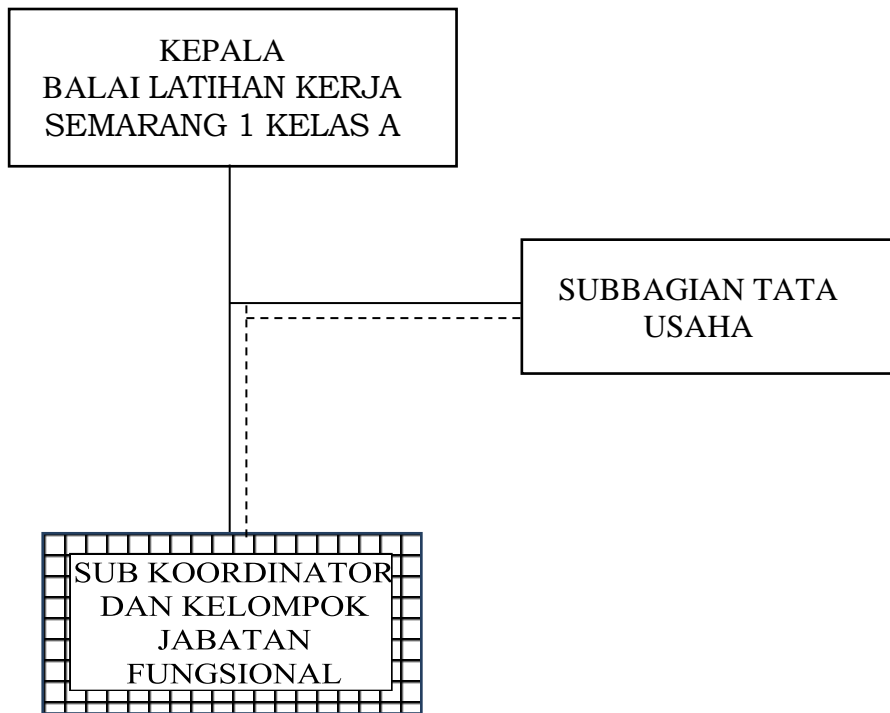 KEPALA
BALAI LATIHAN KERJA
SEMARANG 1 KELAS A
SUBBAGIAN TATA
USAHA
SUB KOORDINATOR
DAN KELOMPOK
JABATAN
FUNGSIONAL